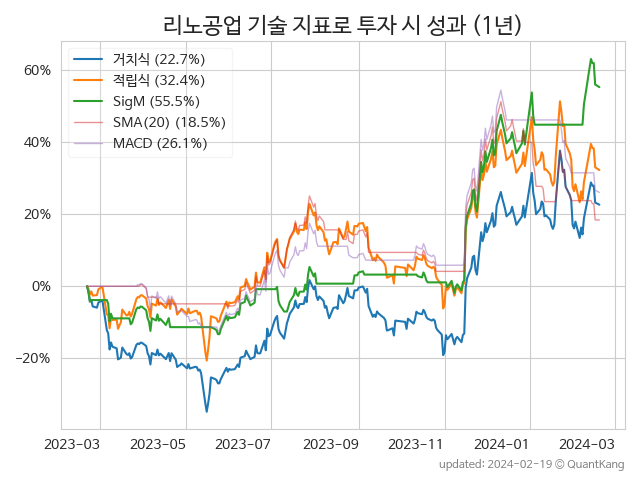 리노공업 기술 지표로 투자 시 성과 (1년)
거치식 (22.7%)
적립식 (32.4%)
SigM (55.5%)
SMA(20) (18.5%)
MACD (26.1%)
60%
40%
20%
0%
−20%
2023-03 2023-05 2023-07 2023-09 2023-11 2024-01 2024-03
updated: 2024-02-19 © QuantKang